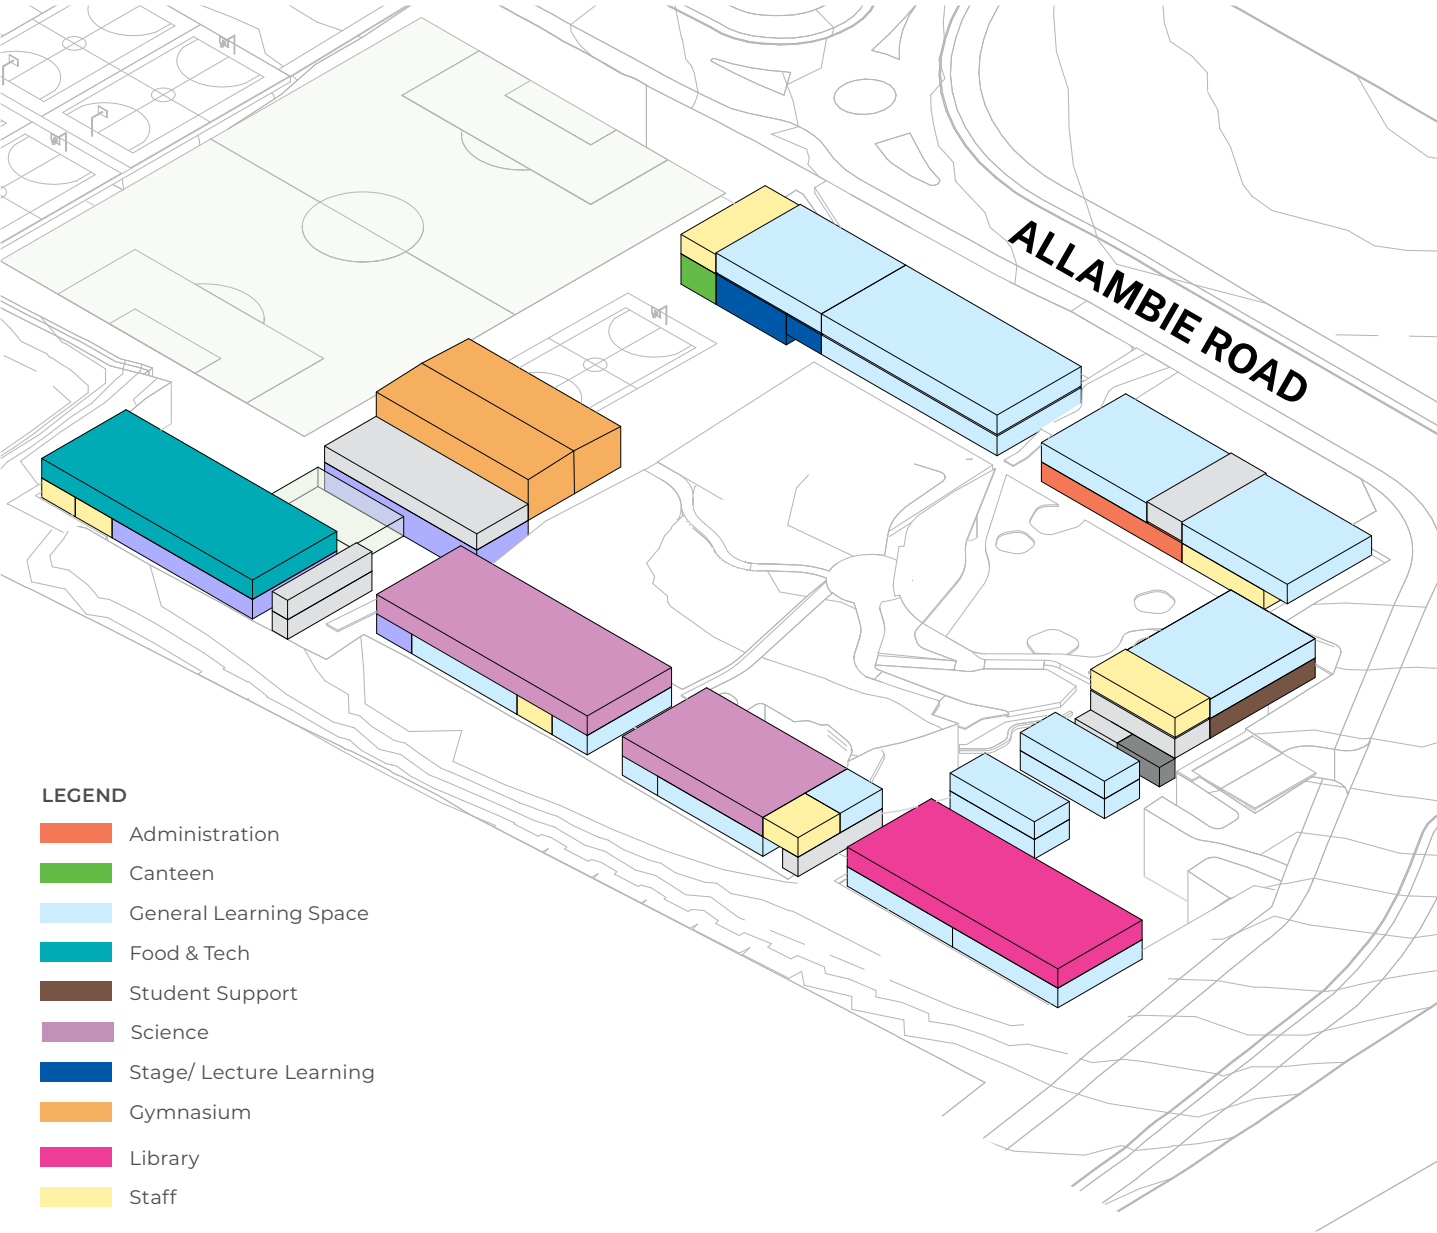 ALLAMBIE ROAD
LEGEND
Administration
Canteen
General Learning Space
Food & Tech
Student Support
Science
Stage/ Lecture Learning
Gymnasium
Library
Staff